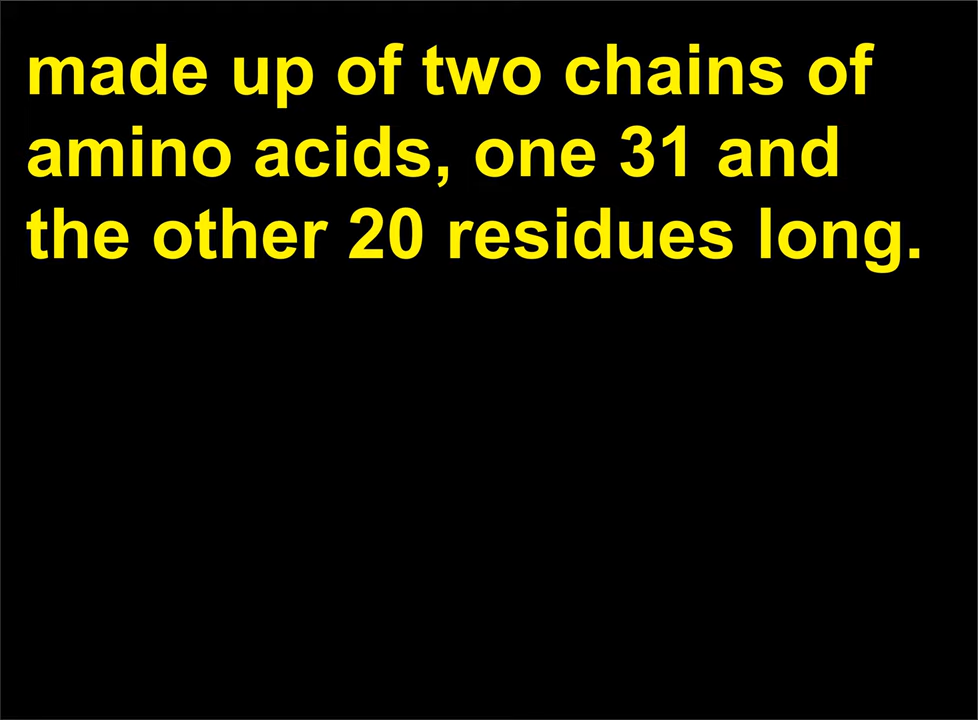 made up of two chains of
amino acids, one 31 and
the other 20 residues long.